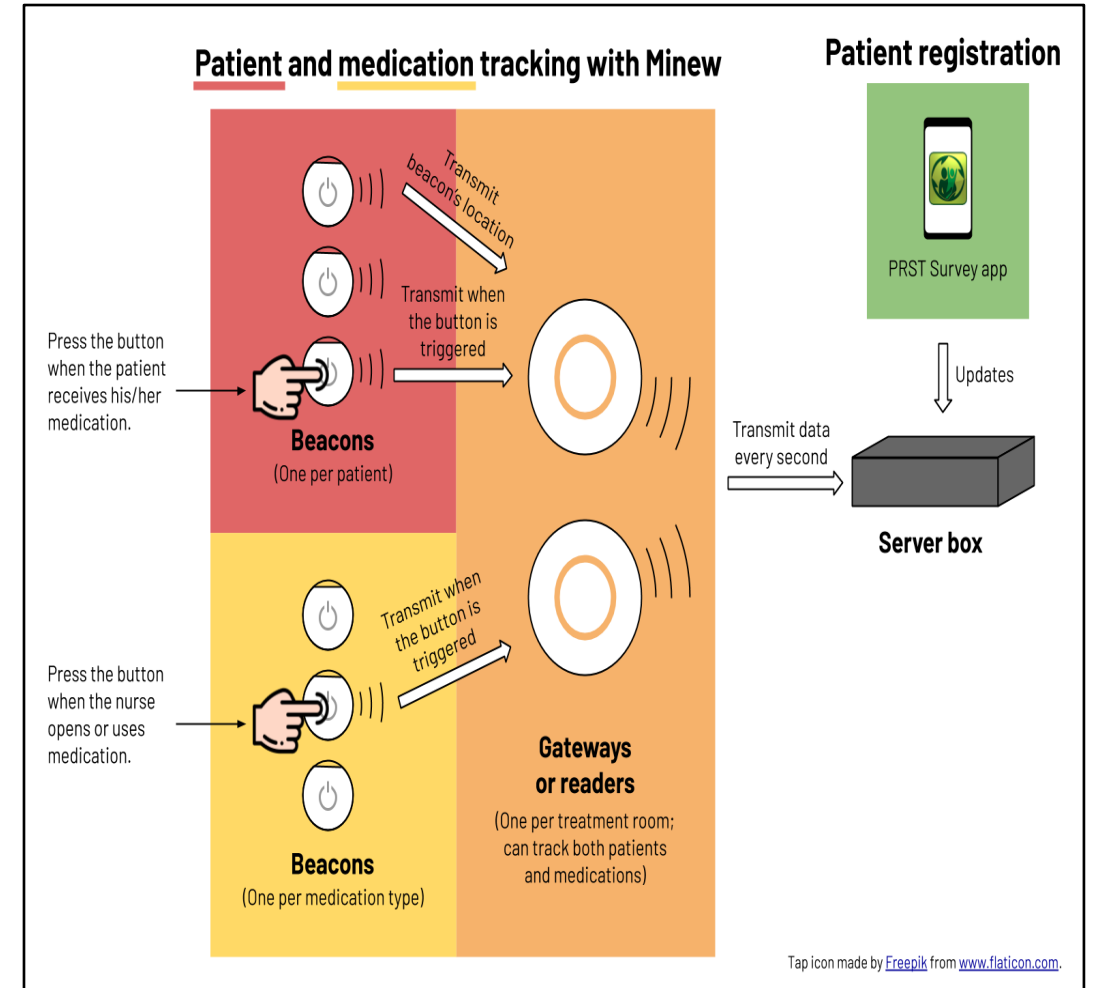 Patient and medication tracking with Minew
Patient registration
PRST Survey app
Updates
Transmit
beacon's location
Transmit when
the button is
triggered
Press the button
when the patient
receives his/her
medication.
Beacons
(One per patient)
Transmit data
every second
Server box
Transmit when
the button is
triggered
Press the button
when the nurse
opens or uses
medication.
Beacons
(One per medication type)
Gateways
or readers
(One per treatment room;
can track both patients
and medications)
Tap icon made by Freepik from www.flaticon.com.